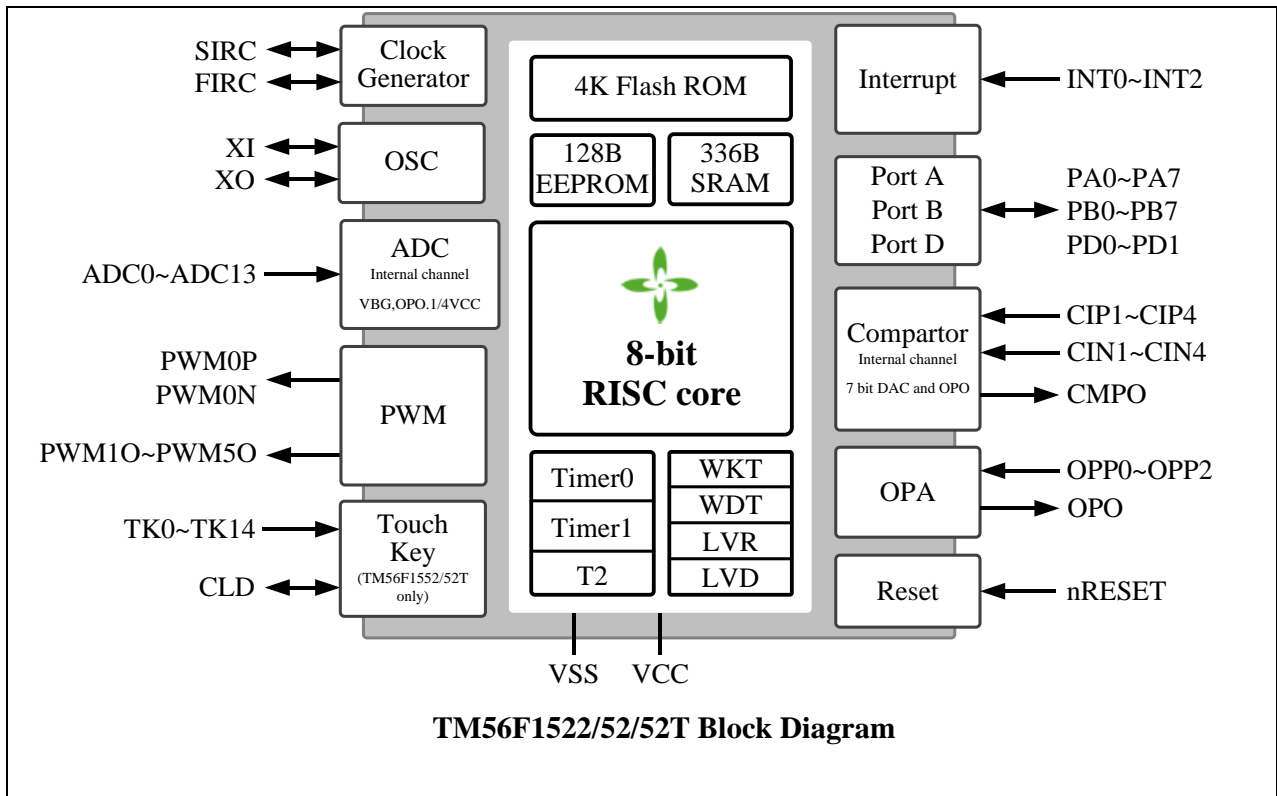 SIRC
FIRC
Clock
Generator
XI
XO
OSC
ADC0~ADC13
ADC
Internal channel
VBG,OPO.1/4VCC
PWM0P
PWM0N
PWM1O~PWM5O
PWM
TK0~TK14
CLD
Touch
Key
(TM56F1552/52T
only)
4K Flash ROM
128B
EEPROM
336B
SRAM
8-bit
RISC core
Timer0
Timer1
T2
WKT
WDT
LVR
LVD
VSS
VCC
Interrupt
INT0~INT2
Port A
Port B
Port D
PA0~PA7
PB0~PB7
PD0~PD1
Compartor
Internal channel
7 bit DAC and OPO
CIP1~CIP4
CIN1~CIN4
CMPO
OPA
OPP0~OPP2
OPO
Reset
nRESET
TM56F1522/52/52T Block Diagram